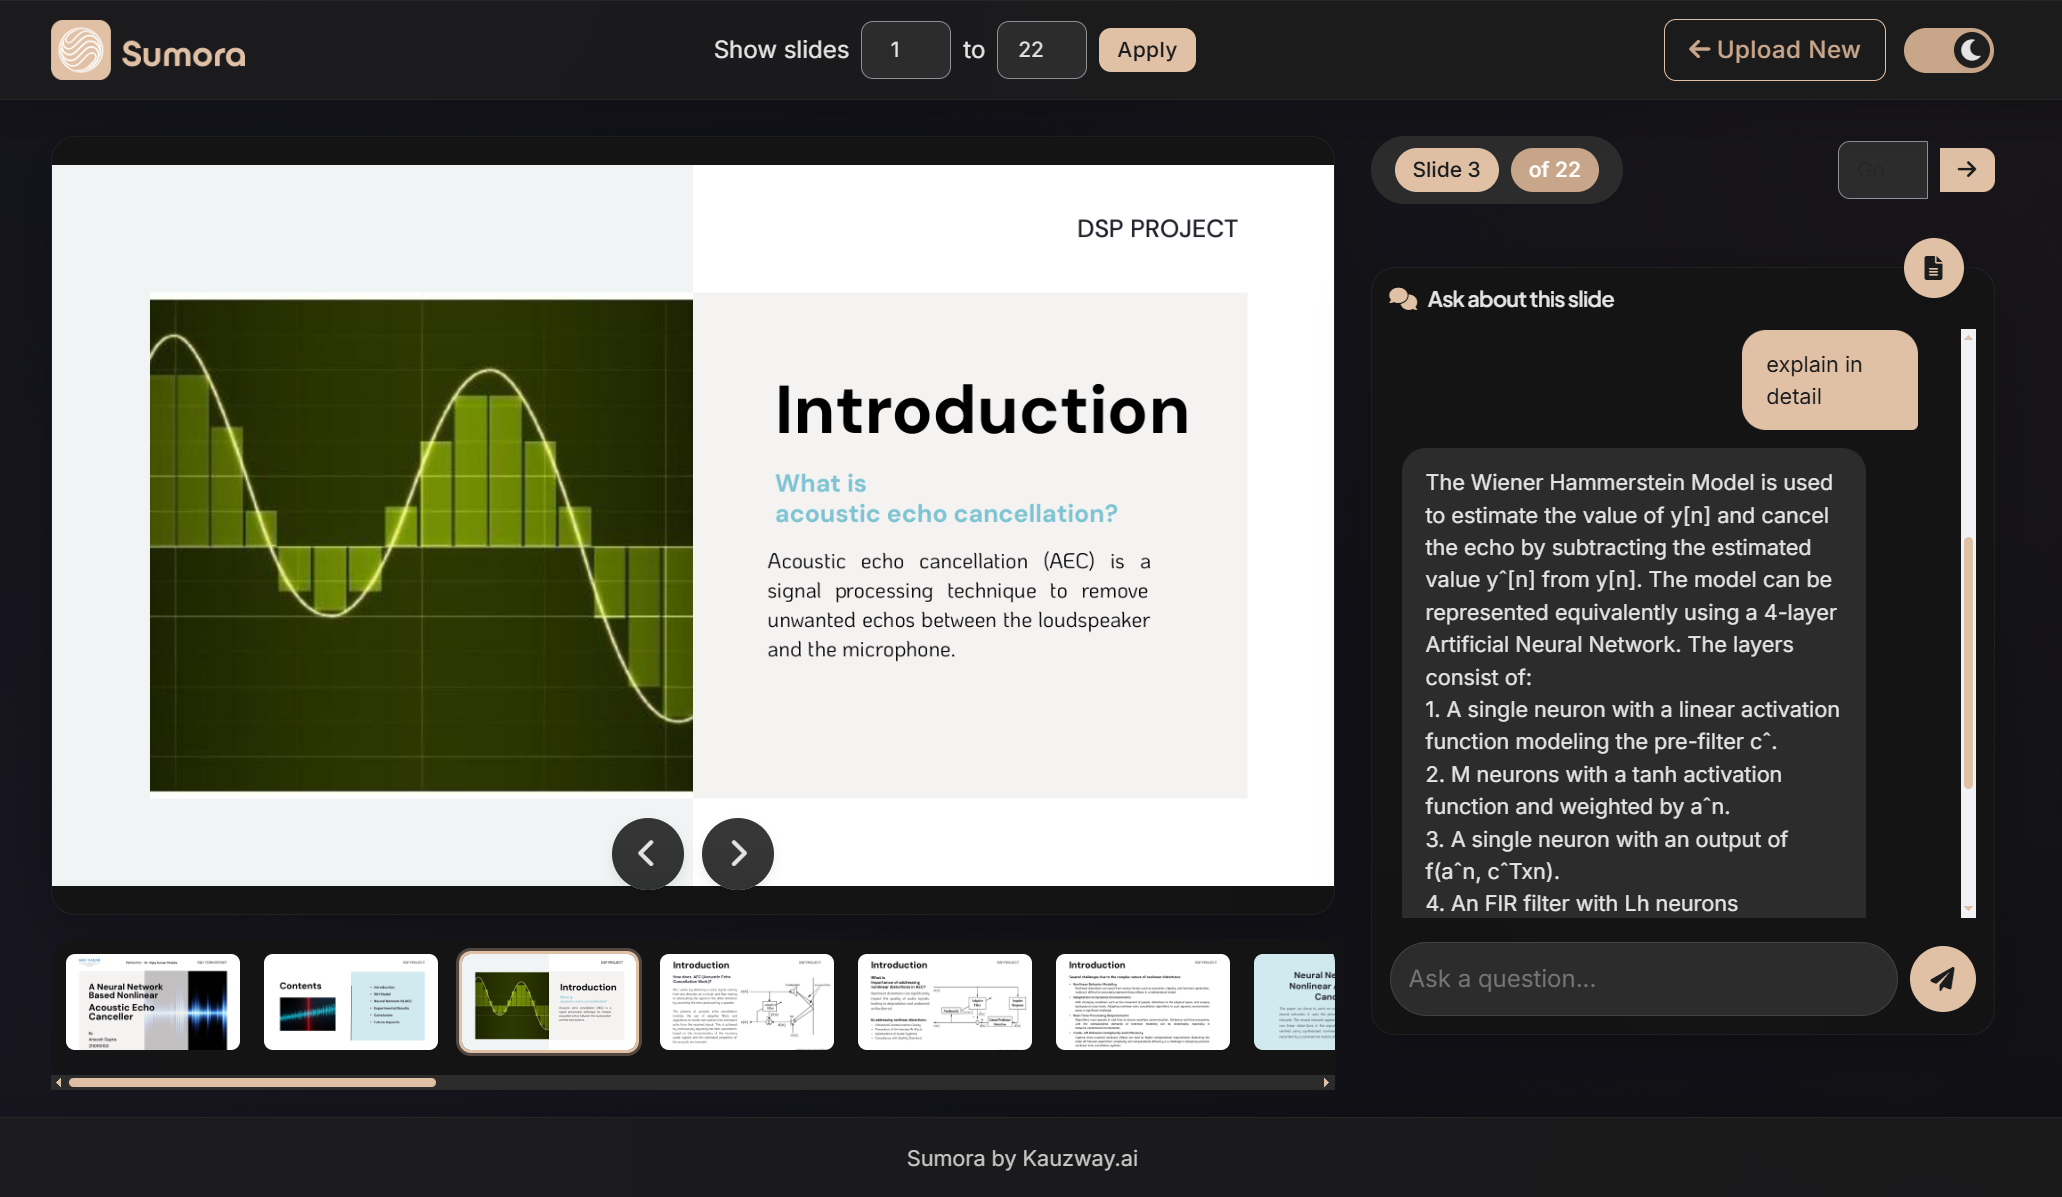 Sumora
Show slides 1 to 22 Apply
Upload New
DSP PROJECT
Introduction
What is
acoustic echo cancellation?
Acoustic echo cancellation (AEC) is a
signal processing technique to remove
unwanted echos between the loudspeaker
and the microphone.
Slide 3 of 22
Go
Ask about this slide
explain in
detail
The Wiener Hammerstein Model is used
to estimate the value of y[n] and cancel
the echo by subtracting the estimated
value yˆ[n] from y[n]. The model can be
represented equivalently using a 4-layer
Artificial Neural Network. The layers
consist of:
1. A single neuron with a linear activation
function modeling the pre-filter cˆ.
2. M neurons with a tanh activation
function and weighted by aˆn.
3. A single neuron with an output of
f(aˆn, cˆTxn).
4. An FIR filter with Lh neurons
Ask a question...
A Neural Network
Based Nonlinear
Acoustic Echo
Canceller
By
Contents
Introduction
Introduction
Introduction
Introduction
Sumora by Kauzway.ai